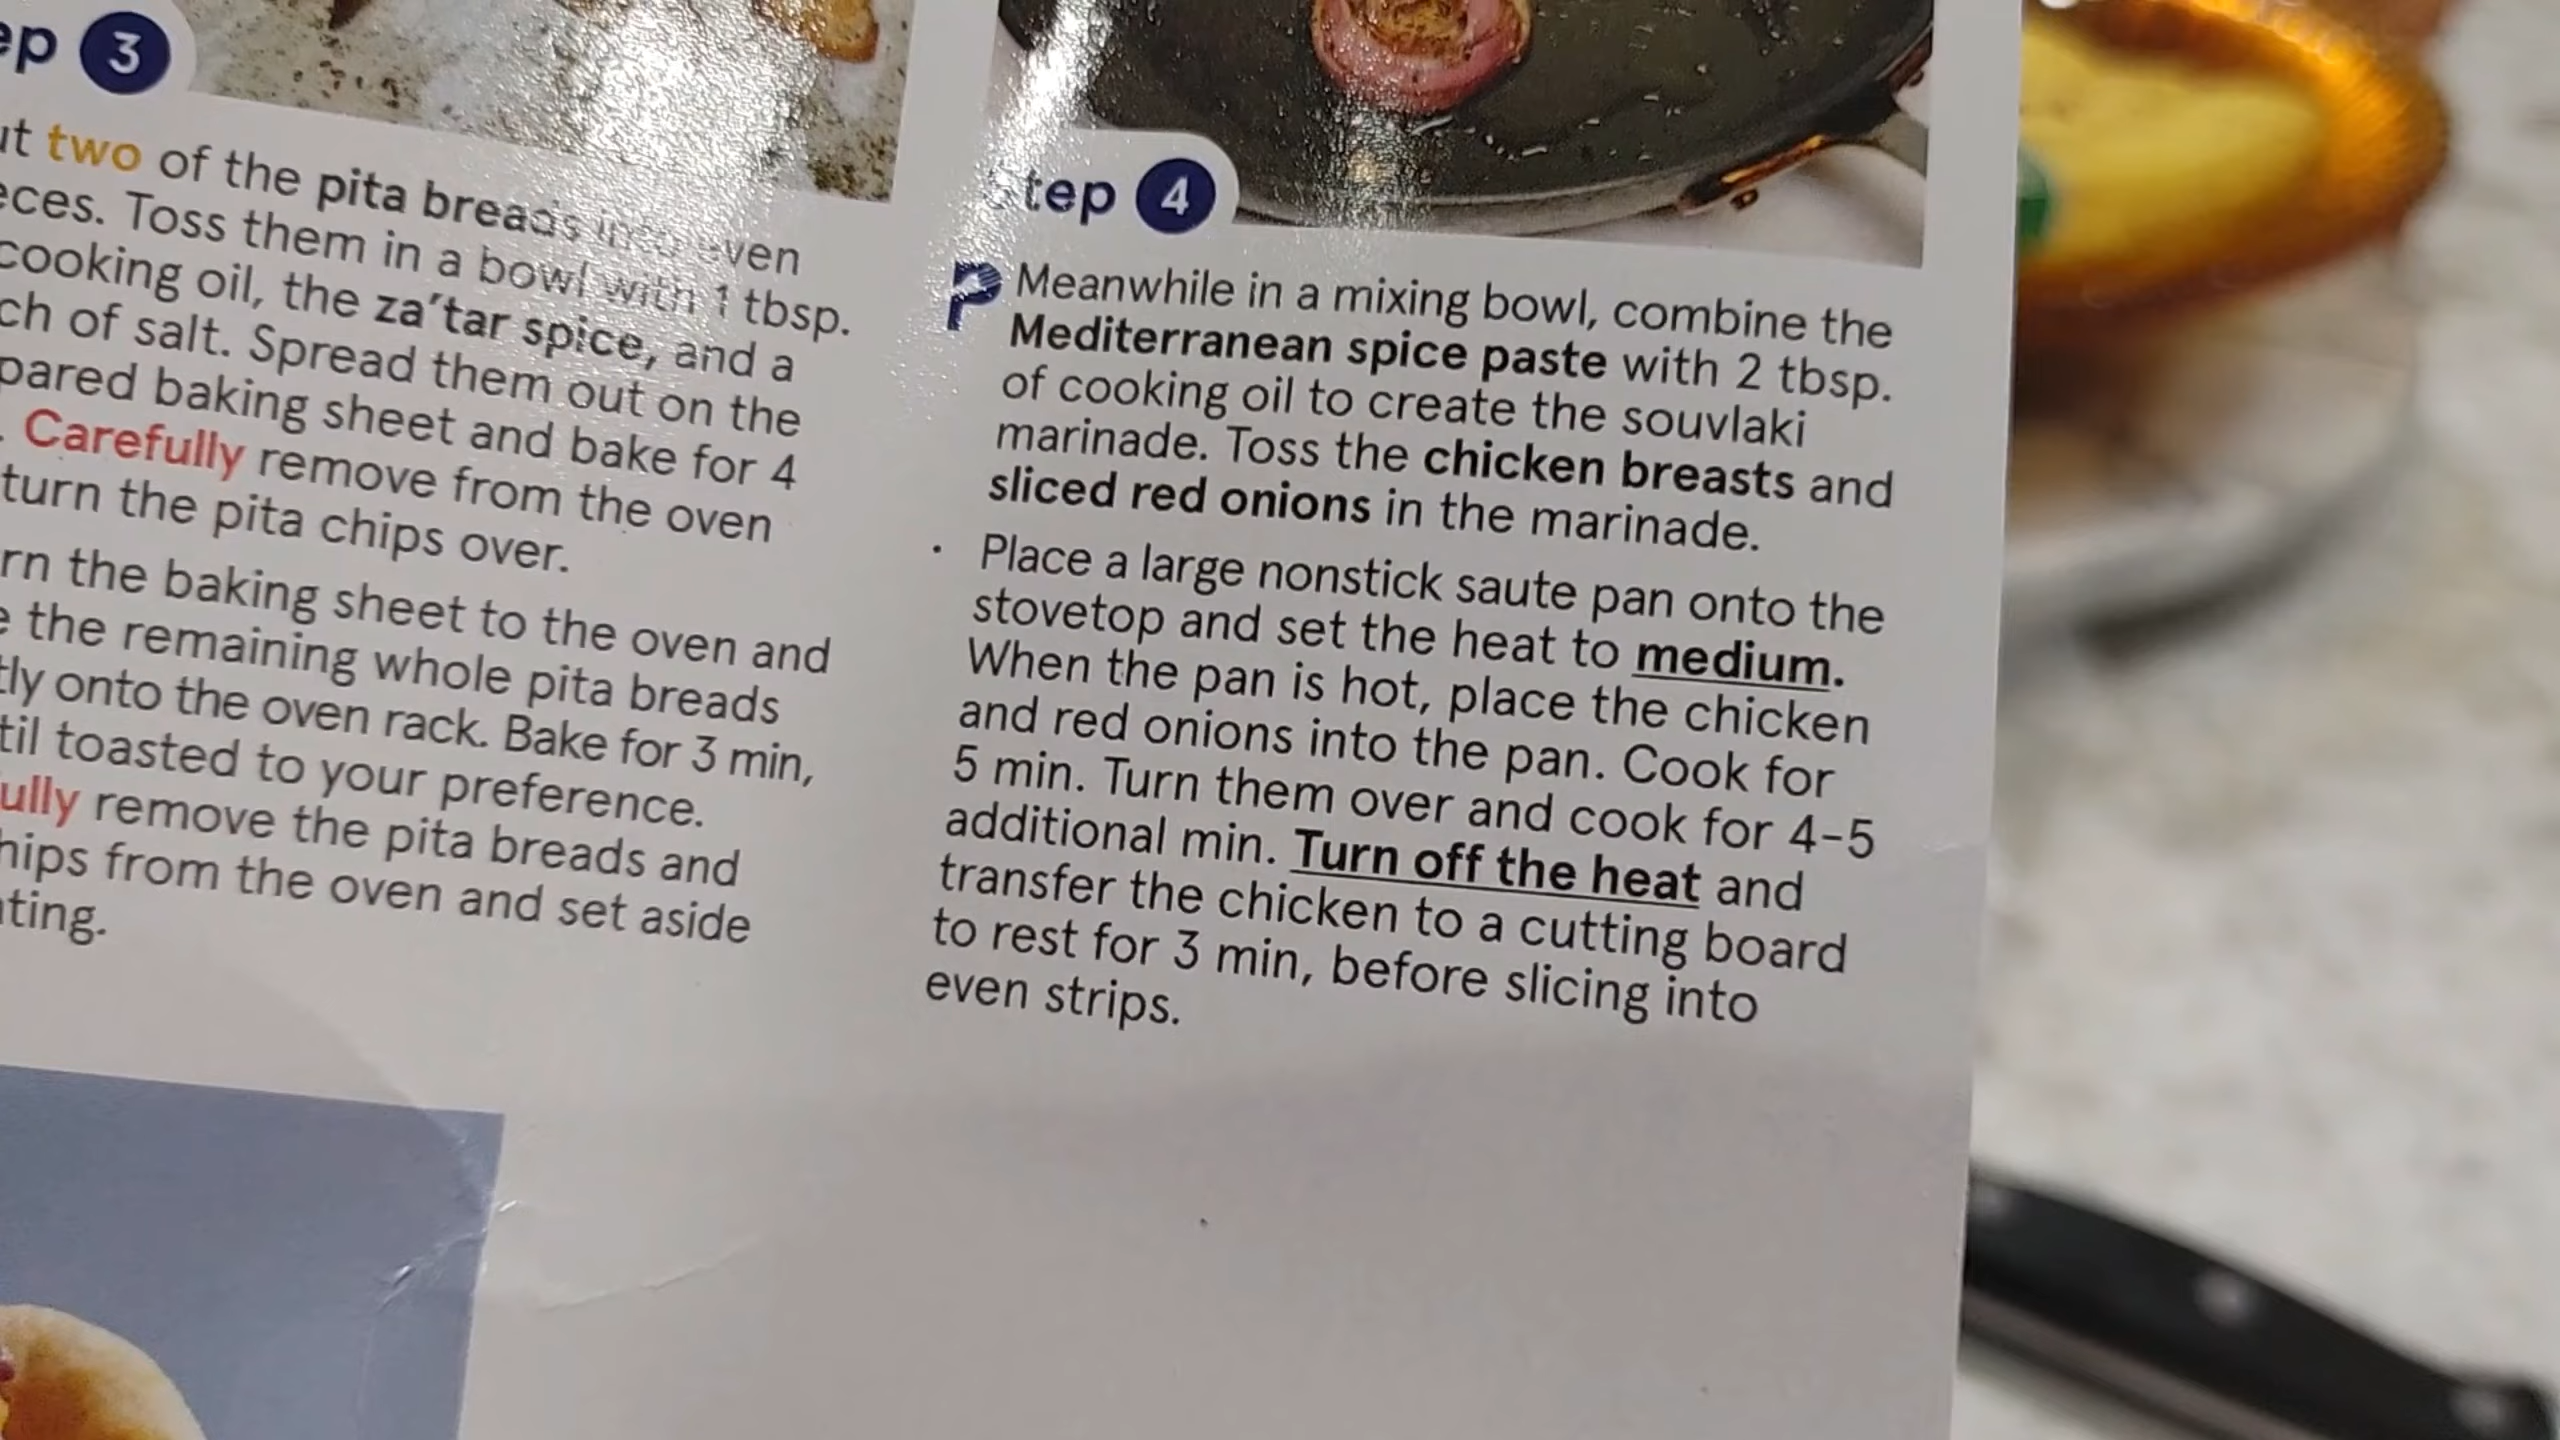 ep 3
two of the pita breads into even
eces. Toss them in a bowl with 1 tbsp.
cooking oil, the za'tar spice, and a
ch of salt. Spread them out on the
pared baking sheet and bake for 4
. Carefully remove from the oven
turn the pita chips over.
rn the baking sheet to the oven and
e the remaining whole pita breads
tly onto the oven rack. Bake for 3 min,
til toasted to your preference.
ully remove the pita breads and
hips from the oven and set aside
ting.
Step 4
P Meanwhile in a mixing bowl, combine the
Mediterranean spice paste with 2 tbsp.
of cooking oil to create the souvlaki
marinade. Toss the chicken breasts and
sliced red onions in the marinade.
· Place a large nonstick saute pan onto the
stovetop and set the heat to medium.
When the pan is hot, place the chicken
and red onions into the pan. Cook for
5 min. Turn them over and cook for 4-5
additional min. Turn off the heat and
transfer the chicken to a cutting board
to rest for 3 min, before slicing into
even strips.